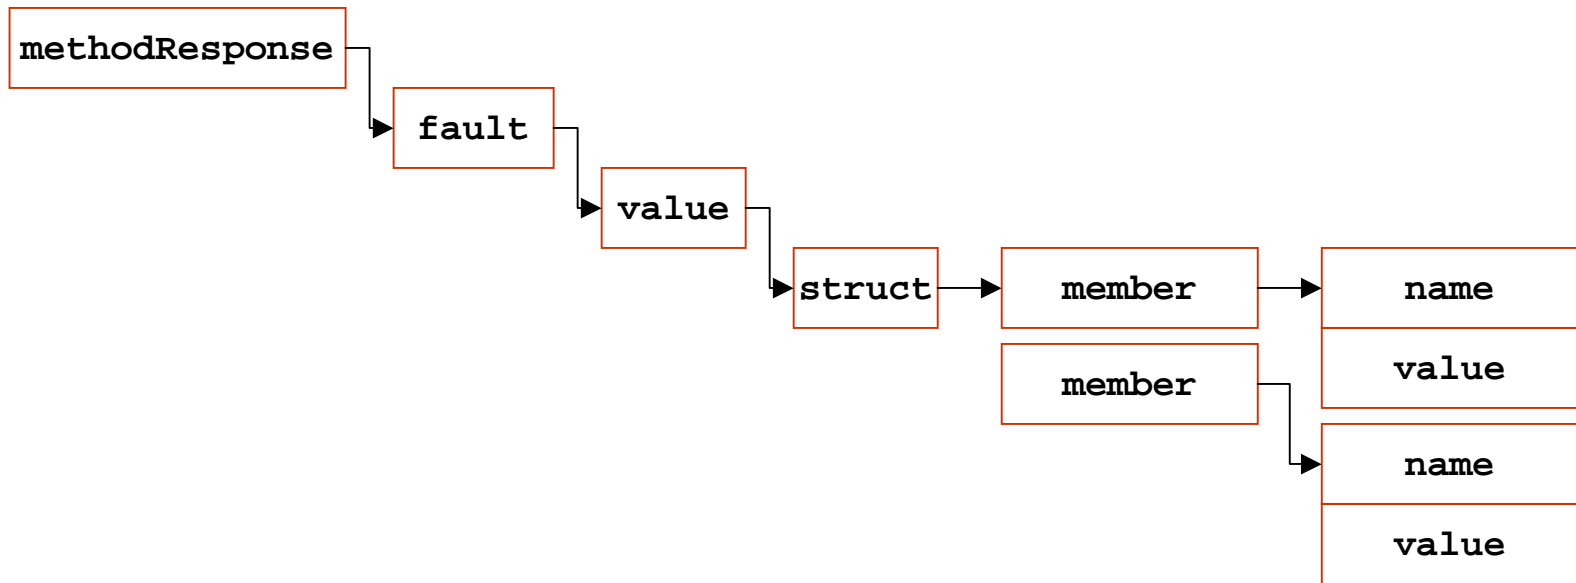 methodResponse
fault
value
struct
member
name
value
member
name
value